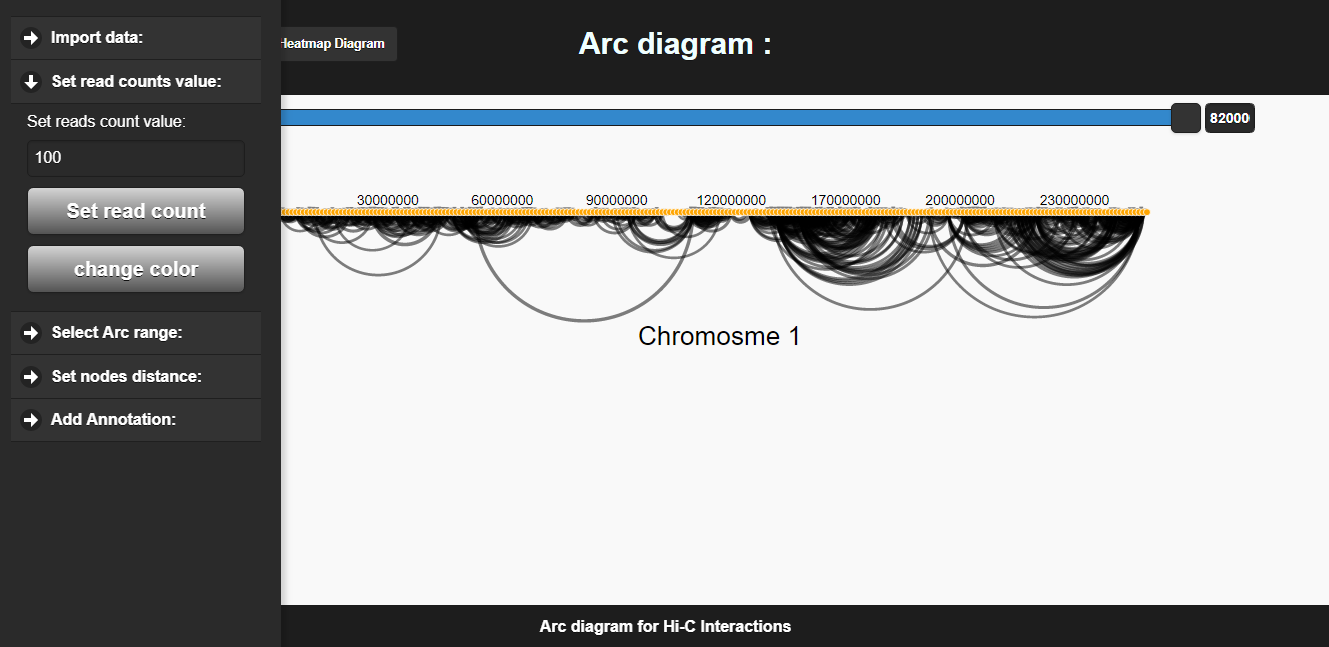 Import data:
Set read counts value:
Set reads count value:
100
Set read count
change color
Select Arc range:
Set nodes distance:
Add Annotation:
Heatmap Diagram
Arc diagram :
82000
30000000 60000000 90000000 120000000 170000000 200000000 230000000
Chromosme 1
Arc diagram for Hi-C Interactions